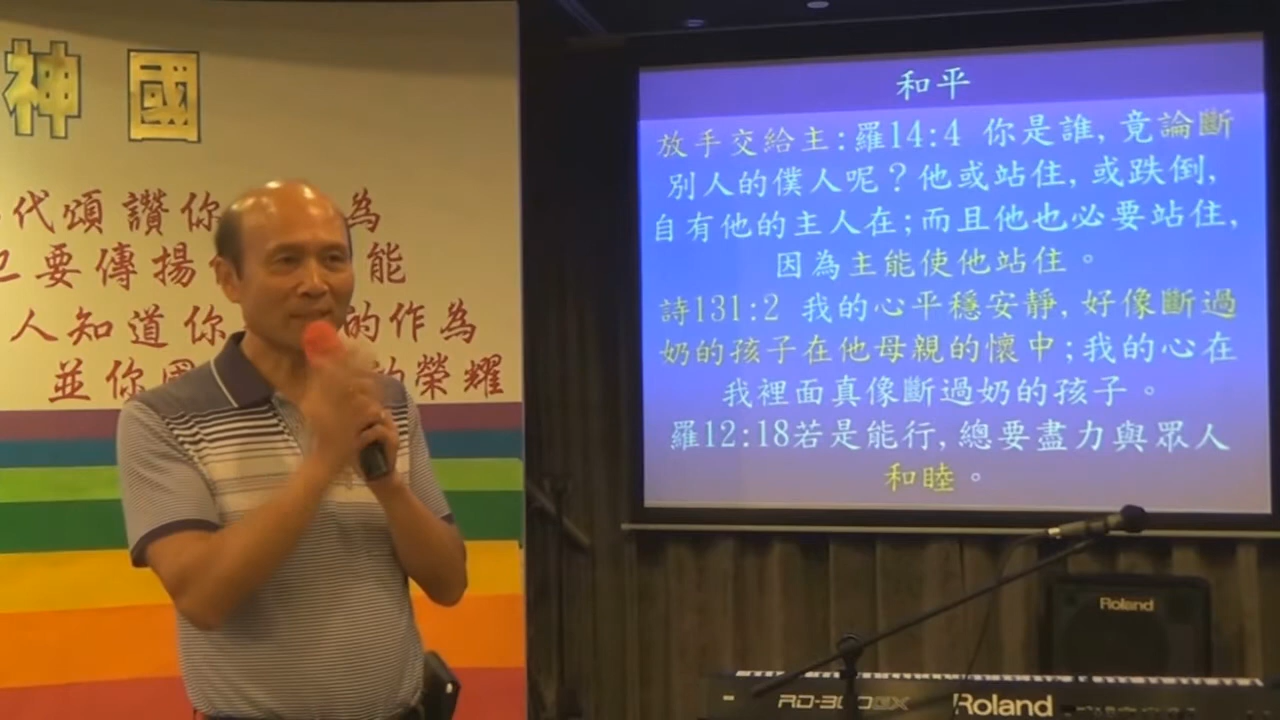 神國
代頌讚你 為
要傳揚 能
人知道你 的作為
並你國 的榮耀
和平
放手交給主:羅14:4 你是誰,竟論斷
別人的僕人呢?他或站住,或跌倒,
自有他的主人在;而且他也必要站住,
因為主能使他站住。
詩131:2 我的心平穩安靜,好像斷過
奶的孩子在他母親的懷中;我的心在
我裡面真像斷過奶的孩子。
羅12:18若是能行,總要盡力與眾人
和睦。
Roland
RD-300GX Roland